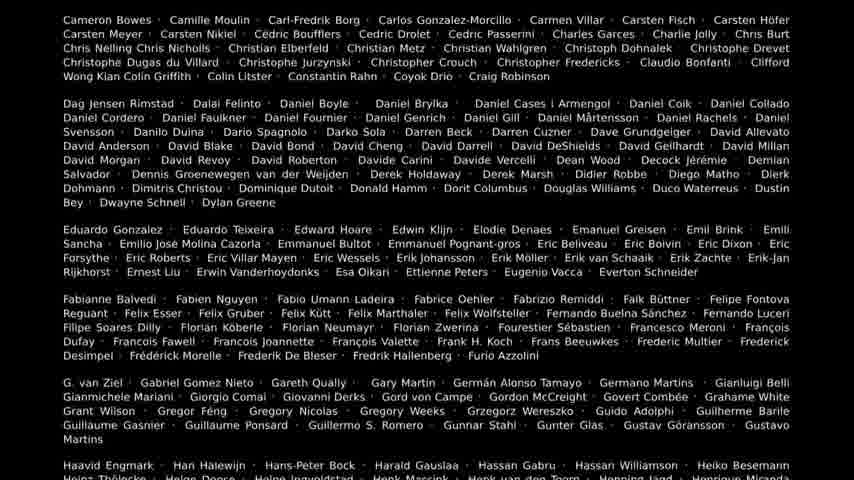 Cameron Bowes · Camille Moulin · Carl-Fredrik Borg · Carlos Gonzalez-Morcillo · Carmen Villar · Carsten Fisch · Carsten Höfer
Carsten Meyer · Carsten Nikiel · Cédric Boufflers · Cedric Drolet · Cedric Passerini · Charles Garces · Charlie Jolly · Chris Burt
Chris Nelling Chris Nicholls · Christian Elberfeld · Christian Metz · Christian Wahlgren · Christoph Dohnalek · Christophe Drevet
Christophe Dugas du Villard · Christophe Jurzynski · Christopher Crouch · Christopher Fredericks · Claudio Bonfanti · Clifford
Wong Kian Colin Griffith · Colin Litster · Constantin Rahn · Coyok Drio · Craig Robinson
Dag Jensen Rimstad · Dalai Felinto · Daniel Boyle · Daniel Brylka · Daniel Cases i Armengol · Daniel Coik · Daniel Collado
Daniel Cordero · Daniel Faulkner · Daniel Fournier · Daniel Genrich · Daniel Gill · Daniel Mårtensson · Daniel Rachels · Daniel
Svensson · Danilo Duina · Dario Spagnolo · Darko Sola · Darren Beck · Darren Cuzner · Dave Grundgeiger · David Allevato
David Anderson · David Blake · David Bond · David Cheng · David Darrell · David DeShields · David Gellhardt · David Millan
David Morgan · David Revoy · David Roberton · Davide Carini · Davide Vercelli · Dean Wood · Decock Jérémie · Demian
Salvador · Dennis Groenewegen van der Weijden · Derek Holdaway · Derek Marsh · Didier Robbe · Diego Matho · Dierk
Dohmann · Dimitris Christou · Dominique Dutoit · Donald Hamm · Dorit Columbus · Douglas Williams · Duco Waterreus · Dustin
Bey · Dwayne Schnell · Dylan Greene
Eduardo Gonzalez · Eduardo Teixeira · Edward Hoare · Edwin Klijn · Elodie Denaes · Emanuel Greisen · Emil Brink · Emili
Sancha · Emilio José Molina Cazorla · Emmanuel Bultot · Emmanuel Pognant-gros · Eric Beliveau · Eric Boivin · Eric Dixon · Eric
Forsythe · Eric Roberts · Eric Villar Mayen · Eric Wessels · Erik Johansson · Erik Möller · Erik van Schaaik · Erik Zachte · Erik-Jan
Rijkhorst · Ernest Liu · Erwin Vanderhoydonks · Esa Oikari · Ettienne Peters · Eugenio Vacca · Everton Schneider
Fabianne Balvedi · Fabien Nguyen · Fabio Umann Ladeira · Fabrice Oehler · Fabrizio Remiddi · Falk Büttner · Felipe Fontova
Reguant · Felix Esser · Felix Gruber · Felix Kütt · Felix Marthaler · Felix Wolfsteller · Fernando Buelna Sánchez · Fernando Luceri
Filipe Soares Dilly · Florian Köberle · Florian Neumayr · Florian Zwerina · Fourestier Sébastien · Francesco Meroni · François
Dufay · Francois Fawell · Francois Joannette · François Valette · Frank H. Koch · Frans Beeuwkes · Frederic Multier · Frederick
Desimpel · Frédérick Morelle · Frederik De Bleser · Fredrik Hallenberg · Furio Azzolini
G. van Ziel · Gabriel Gomez Nieto · Gareth Qually · Gary Martin · Germán Alonso Tamayo · Germano Martins · Gianluigi Belli
Gianmichele Mariani · Giorgio Comai · Giovanni Derks · Gord von Campe · Gordon McCreight · Govert Combée · Grahame White
Grant Wilson · Gregor Féng · Gregory Nicolas · Gregory Weeks · Grzegorz Wereszko · Guido Adolphi · Guilherme Barile
Guillaume Gasnier · Guillaume Ponsard · Guillermo S. Romero · Gunnar Stahl · Gunter Glas · Gustav Göransson · Gustavo
Martins
Haavid Engmark · Han Halewijn · Hans-Peter Bock · Harald Gauslaa · Hassan Gabru · Hassan Williamson · Heiko Besemann